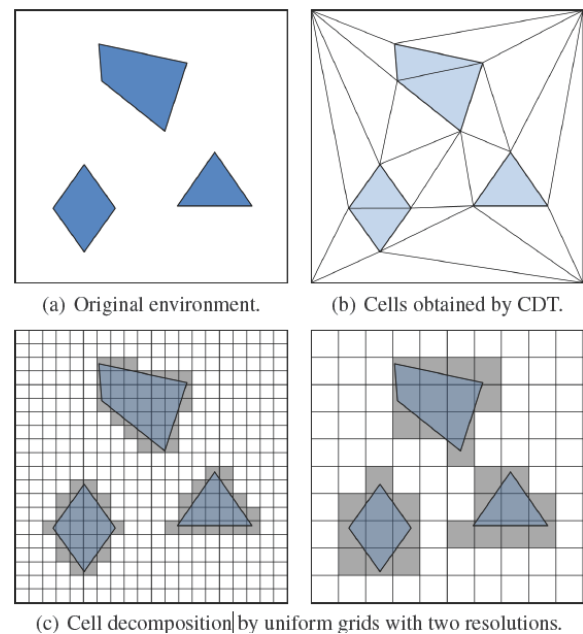 (a) Original environment.
(b) Cells obtained by CDT.
(c) Cell decomposition by uniform grids with two resolutions.